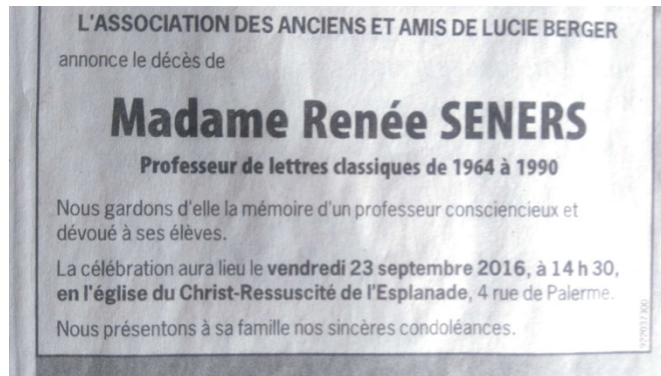 L'ASSOCIATION DES ANCIENS ET AMIS DE LUCIE BERGER
annonce le décès de
Madame Renée SENERS
Professeur de lettres classiques de 1964 à 1990
Nous gardons d'elle la mémoire d'un professeur consciencieux et
dévoué à ses élèves.
La célébration aura lieu le vendredi 23 septembre 2016, à 14 h 30,
en l'église du Christ-Ressuscité de l'Esplanade, 4 rue de Palerme.
Nous présentons à sa famille nos sincères condoléances.